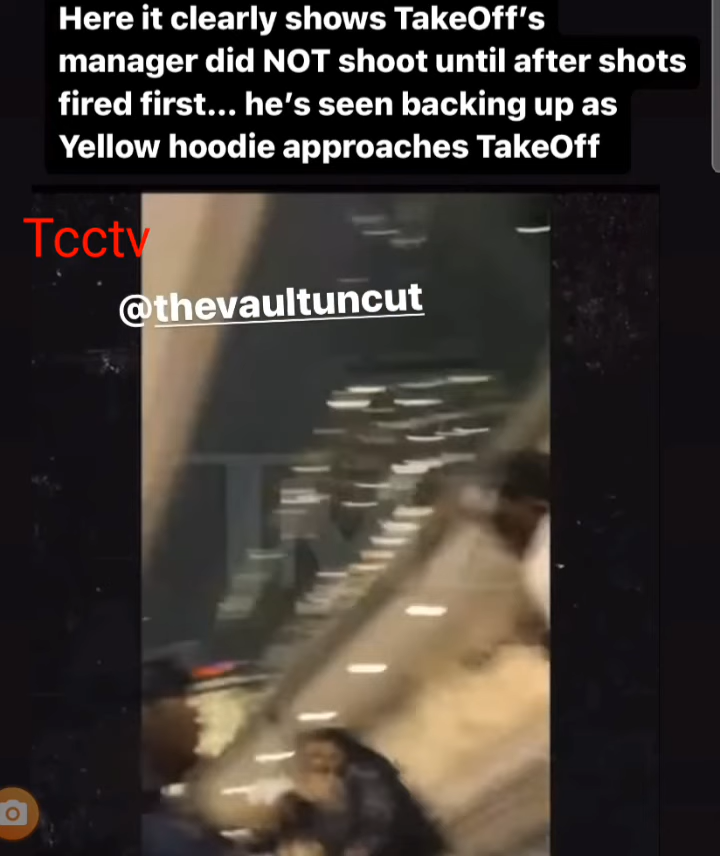 Here it clearly shows TakeOff's
manager did NOT shoot until after shots
fired first... he's seen backing up as
Yellow hoodie approaches TakeOff
Tcctv
@thevaultuncut